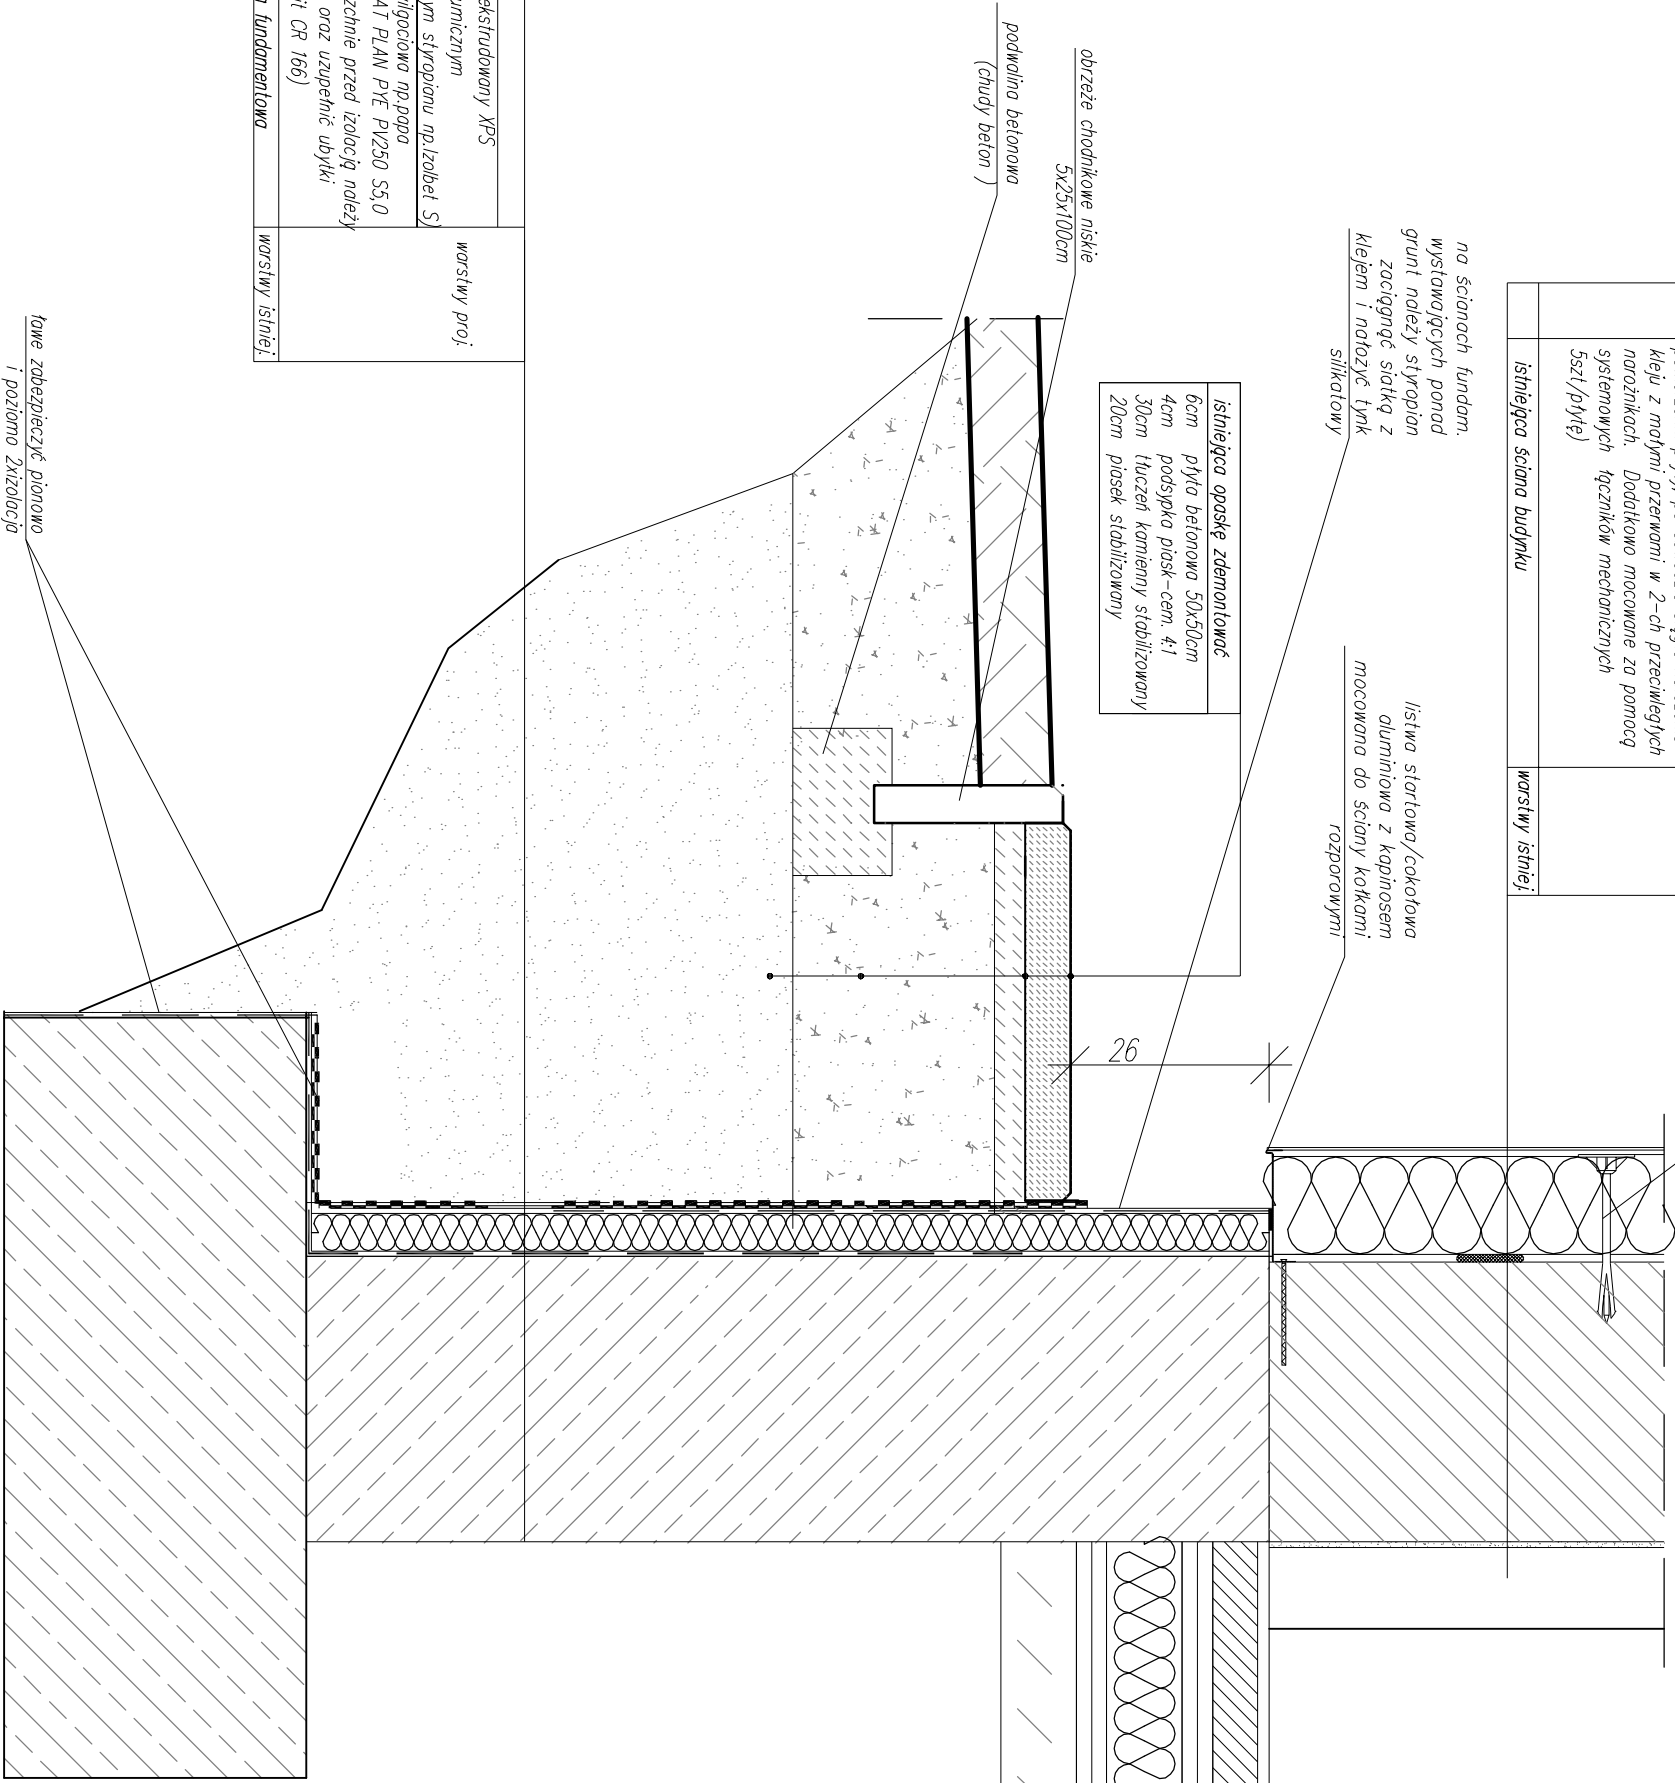 kleju z małymi przerwami w 2-ch przeciwległych
narożnikach. Dodatkowo mocowane za pomocą
systemowych łączników mechanicznych
5szt/płytę)
istniejąca ściana budynku
warstwy istniej.
na ścianach fundam.
wystawających ponad
grunt należy styropian
zaciągnąć siatką z
klejem i nałożyć tynk
silikatowy
listwa startowa/cokołowa
aluminiowa z kapinosem
mocowana do ściany kołkami
rozporowymi
istniejąca opaskę zdemontować
6cm płyta betonowa 50x50cm
4cm podsypka piask-cem. 4:1
30cm tłuczeń kamienny stabilizowany
20cm piasek stabilizowany
26
obrzeże chodnikowe niskie
5x25x100cm
podwalina betonowa
(chudy beton )
ekstrudowany XPS
umicznym
ym styropianu np.Izolbet S)
ilgociowa np.papa
AT PLAN PYE PV250 S5,0
zchnie przed izolacją należy
oraz uzupełnić ubytki
it CR 166)
fundamentowa
warstwy proj.
warstwy istniej.
ławe zabezpieczyć pionowo
i poziomo 2xizolacja